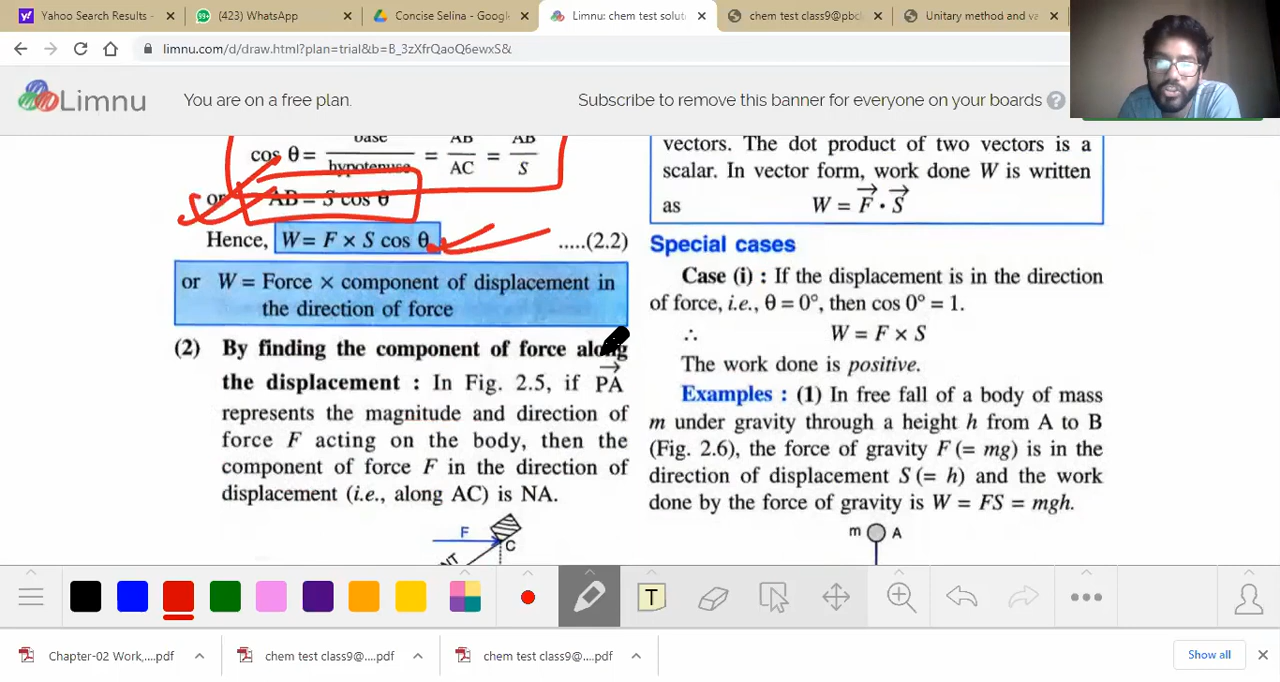 Yahoo Search Results -
(423) WhatsApp
Concise Selina - Google
Limnu: chem test soluti
chem test class9@pbcl
Unitary method and va
limnu.com/d/draw.html?plan=trial&b=B_3zXfrQaoQ6ewxS&
Limnu
You are on a free plan.
Subscribe to remove this banner for everyone on your boards ?
cos θ = base / hypotenuse = AB / AC = AB / S
or AB = S cos θ
Hence, W = F × S cos θ .....(2.2)
or W = Force × component of displacement in
the direction of force
(2) By finding the component of force along
the displacement : In Fig. 2.5, if PA
represents the magnitude and direction of
force F acting on the body, then the
component of force F in the direction of
displacement (i.e., along AC) is NA.
F
C
vectors. The dot product of two vectors is a
scalar. In vector form, work done W is written
as W = F · S
Special cases
Case (i) : If the displacement is in the direction
of force, i.e., θ = 0°, then cos 0° = 1.
∴ W = F × S
The work done is positive.
Examples : (1) In free fall of a body of mass
m under gravity through a height h from A to B
(Fig. 2.6), the force of gravity F (= mg) is in the
direction of displacement S (= h) and the work
done by the force of gravity is W = FS = mgh.
m A
T
Chapter-02 Work,....pdf
chem test class9@....pdf
chem test class9@....pdf
Show all